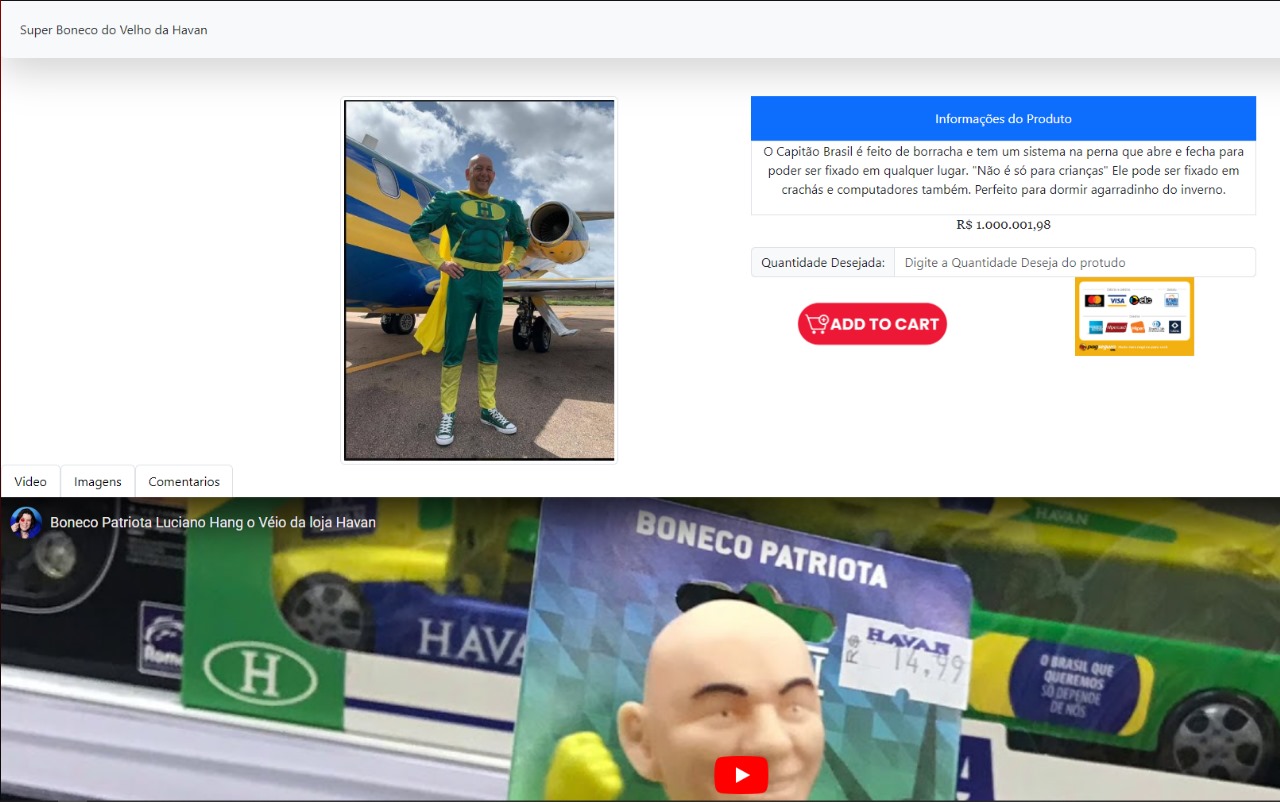 Super Boneco do Velho da Havan
H
Informações do Produto
O Capitão Brasil é feito de borracha e tem um sistema na perna que abre e fecha para
poder ser fixado em qualquer lugar. "Não é só para crianças" Ele pode ser fixado em
crachás e computadores também. Perfeito para dormir agarradinho do inverno.
R$ 1.000.001,98
Quantidade Desejada:
Digite a Quantidade Deseja do protudo
ADD TO CART
VISA
elo
Video
Imagens
Comentarios
Boneco Patriota Luciano Hang o Véio da loja Havan
BONECO PATRIOTA
HAVAN
HAVAN
R$ 14,99
H
HAVA
O BRASIL QUE
QUEREMOS
SÓ DEPENDE
DE NÓS